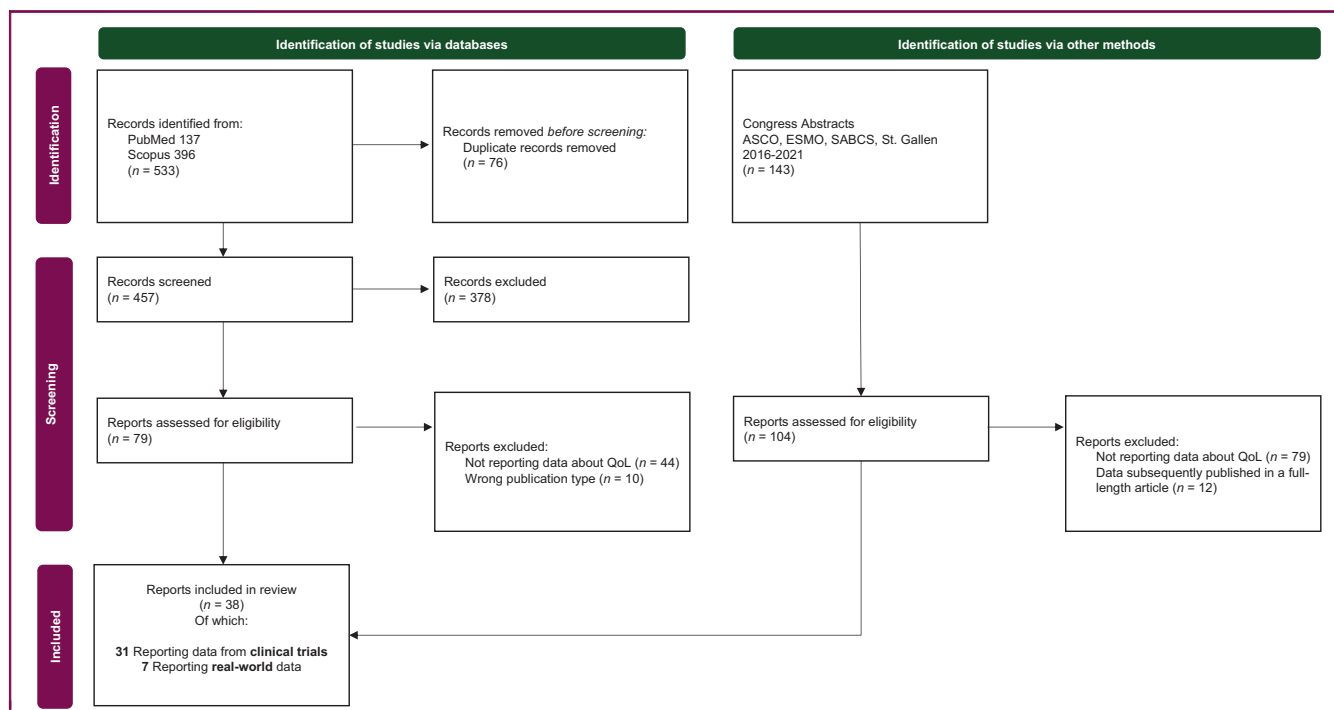 Identification of studies via databases
Identification of studies via other methods
Identification
Records identified from:
PubMed 137
Scopus 396
(n = 533)
Records removed before screening:
Duplicate records removed
(n = 76)
Congress Abstracts
ASCO, ESMO, SABCS, St. Gallen
2016-2021
(n = 143)
Screening
Records screened
(n = 457)
Records excluded
(n = 378)
Reports assessed for eligibility
(n = 79)
Reports excluded:
Not reporting data about QoL (n = 44)
Wrong publication type (n = 10)
Reports assessed for eligibility
(n = 104)
Reports excluded:
Not reporting data about QoL (n = 79)
Data subsequently published in a full-
length article (n = 12)
Included
Reports included in review
(n = 38)
Of which:
31 Reporting data from clinical trials
7 Reporting real-world data